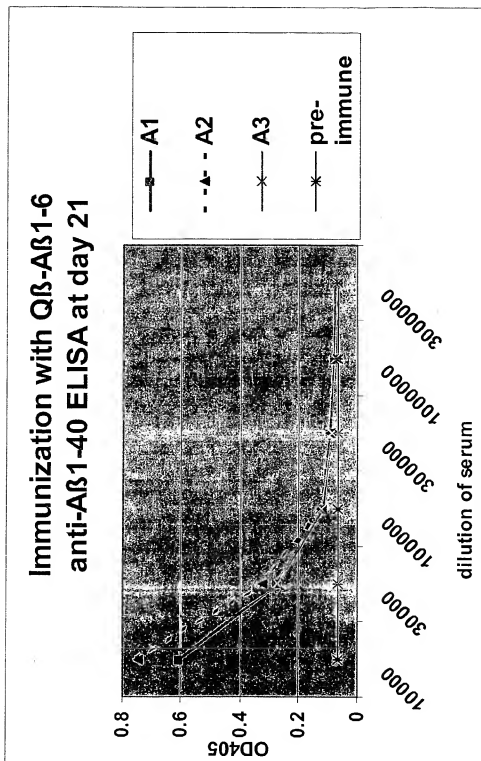 Immunization with Qß-Aß1-6
anti-Aß1-40 ELISA at day 21
0.8
0.6
0.4
0.2
0
OD405
10000
30000
100000
300000
1000000
3000000
dilution of serum
A1
A2
A3
pre-
immune